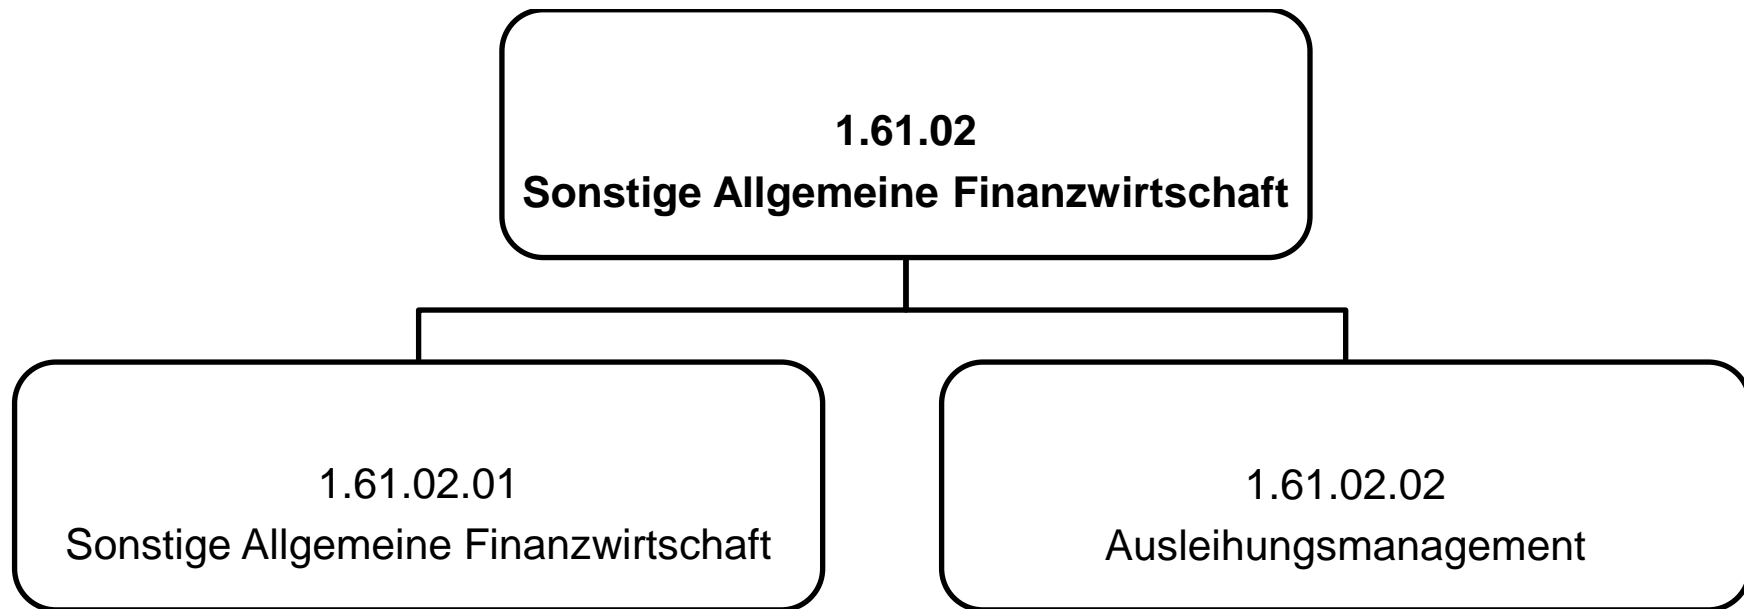 1.61.02
Sonstige Allgemeine Finanzwirtschaft
1.61.02.01
Sonstige Allgemeine Finanzwirtschaft
1.61.02.02
Ausleihungsmanagement